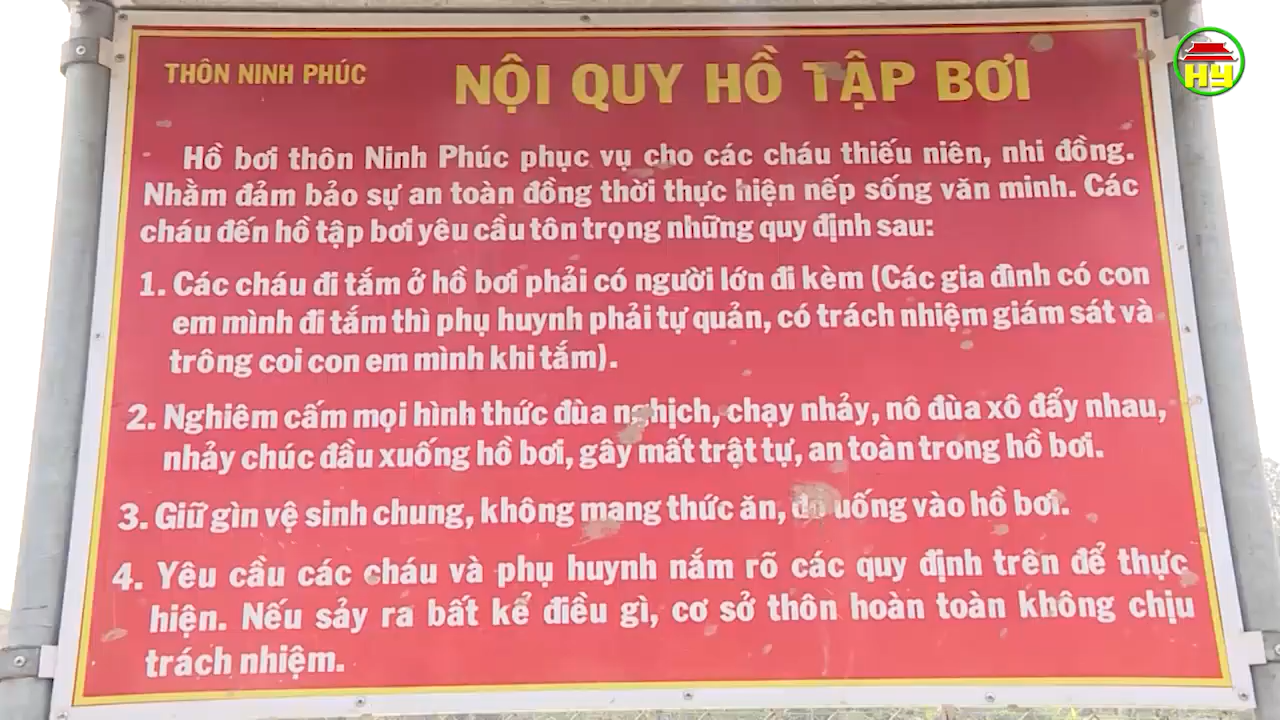 THÔN NINH PHÚC
NỘI QUY HỒ TẬP BƠI
HY
Hồ bơi thôn Ninh Phúc phục vụ cho các cháu thiếu niên, nhi đồng.
Nhằm đảm bảo sự an toàn đồng thời thực hiện nếp sống văn minh. Các
cháu đến hồ tập bơi yêu cầu tôn trọng những quy định sau:
1. Các cháu đi tắm ở hồ bơi phải có người lớn đi kèm (Các gia đình có con
em mình đi tắm thì phụ huynh phải tự quản, có trách nhiệm giám sát và
trông coi con em mình khi tắm).
2. Nghiêm cấm mọi hình thức đùa nghịch, chạy nhảy, nô đùa xô đẩy nhau,
nhảy chúc đầu xuống hồ bơi, gây mất trật tự, an toàn trong hồ bơi.
3. Giữ gìn vệ sinh chung, không mang thức ăn, uống vào hồ bơi.
4. Yêu cầu các cháu và phụ huynh nắm rõ các quy định trên để thực
hiện. Nếu sảy ra bất kể điều gì, cơ sở thôn hoàn toàn không chịu
trách nhiệm.